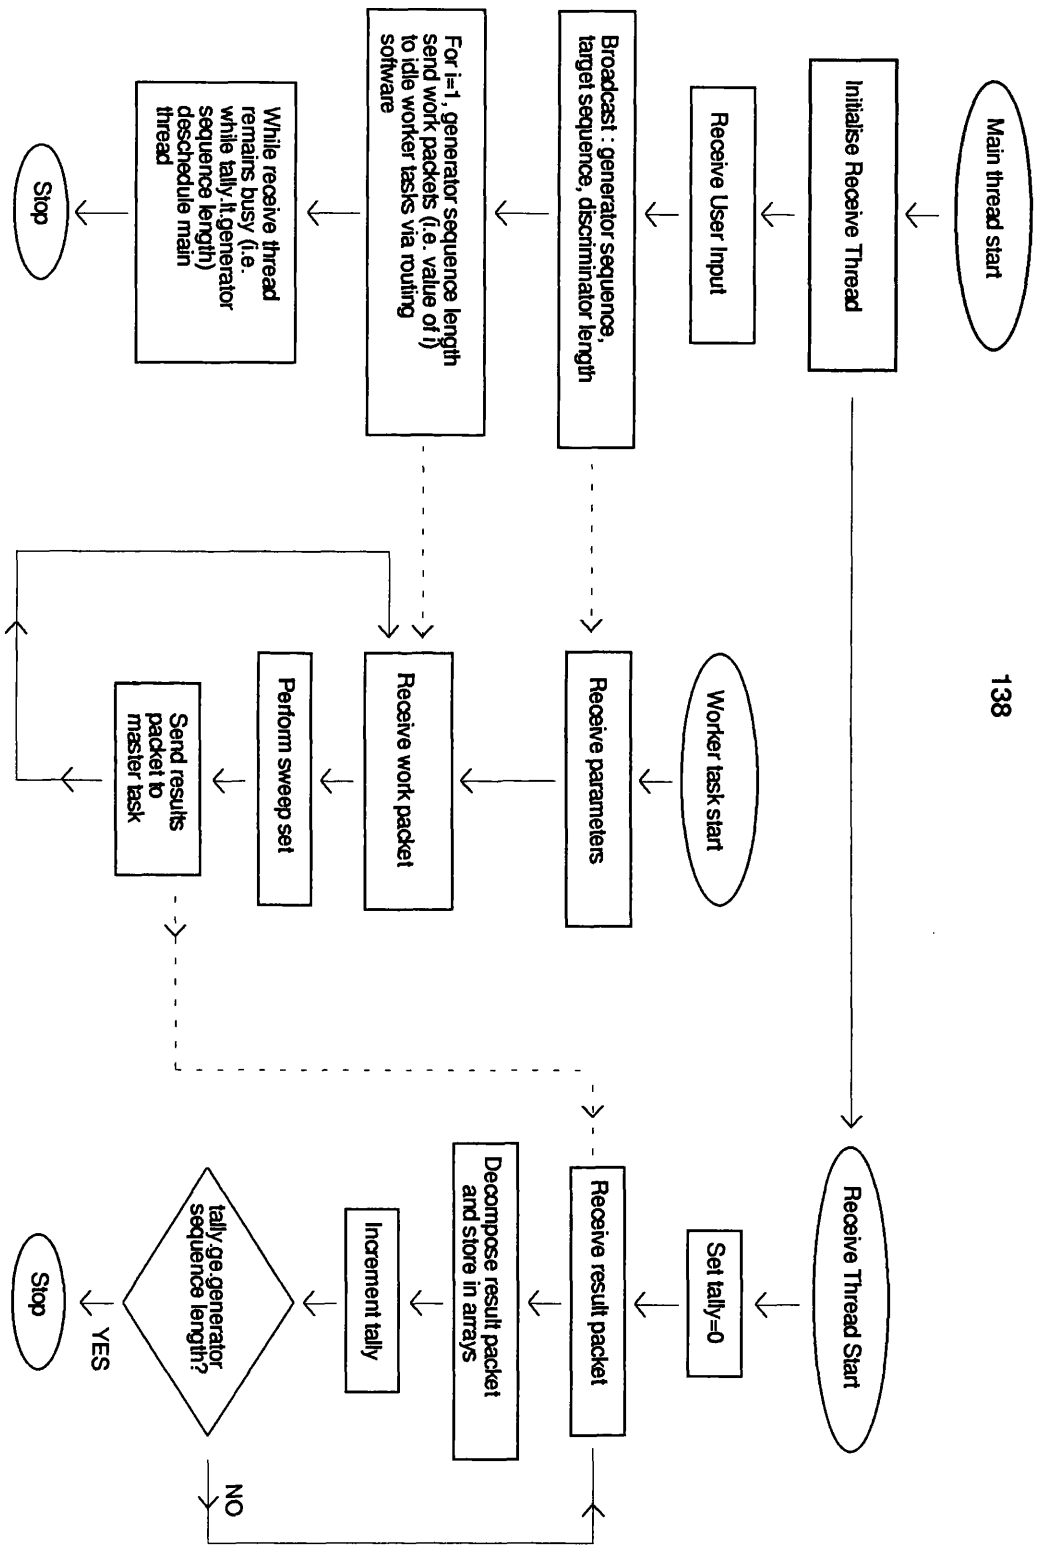 138
Main thread start
Initialise Receive Thread
Receive User Input
Broadcast : generator sequence,
target sequence, discriminator length
For i=1, generator sequence length
send work packets (i.e. value of i)
to idle worker tasks via routing
software
While receive thread
remains busy (i.e.
while tally.lt.generator
sequence length)
deschedule main
thread
Stop
Worker task start
Receive parameters
Receive work packet
Perform sweep set
Send results
packet to
master task
Receive Thread Start
Set tally=0
Receive result packet
Decompose result packet
and store in arrays
Increment tally
tally.ge.generator
sequence length?
YES
NO
Stop